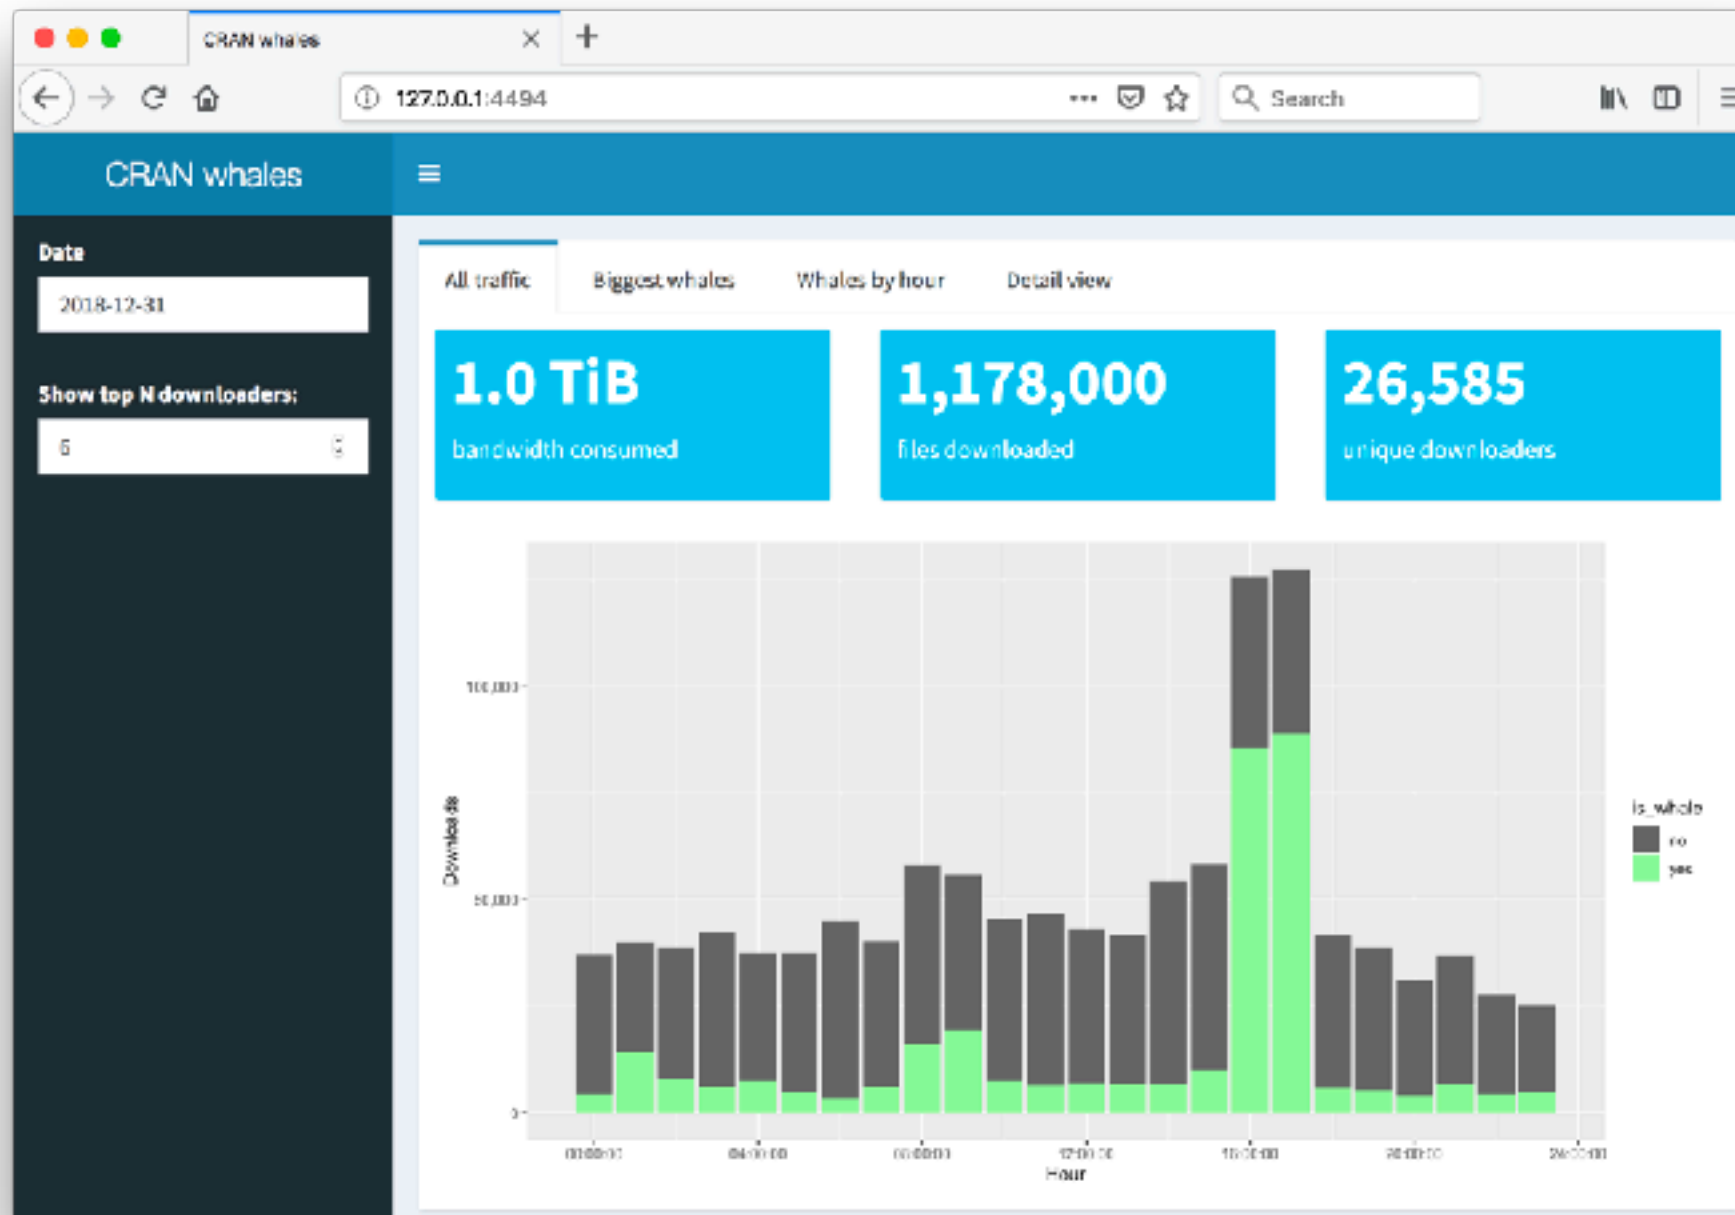 CRAN whales
127.0.0.1:4494
Search
CRAN whales
Date
2018-12-31
Show top N downloaders:
6
All traffic
Biggest whales
Whales by hour
Detail view
1.0 TiB
bandwidth consumed
1,178,000
files downloaded
26,585
unique downloaders
Downloads
100,000
50,000
0
is_whale
no
yes
00:00:00
04:00:00
08:00:00
12:00:00
16:00:00
20:00:00
24:00:00
Hour